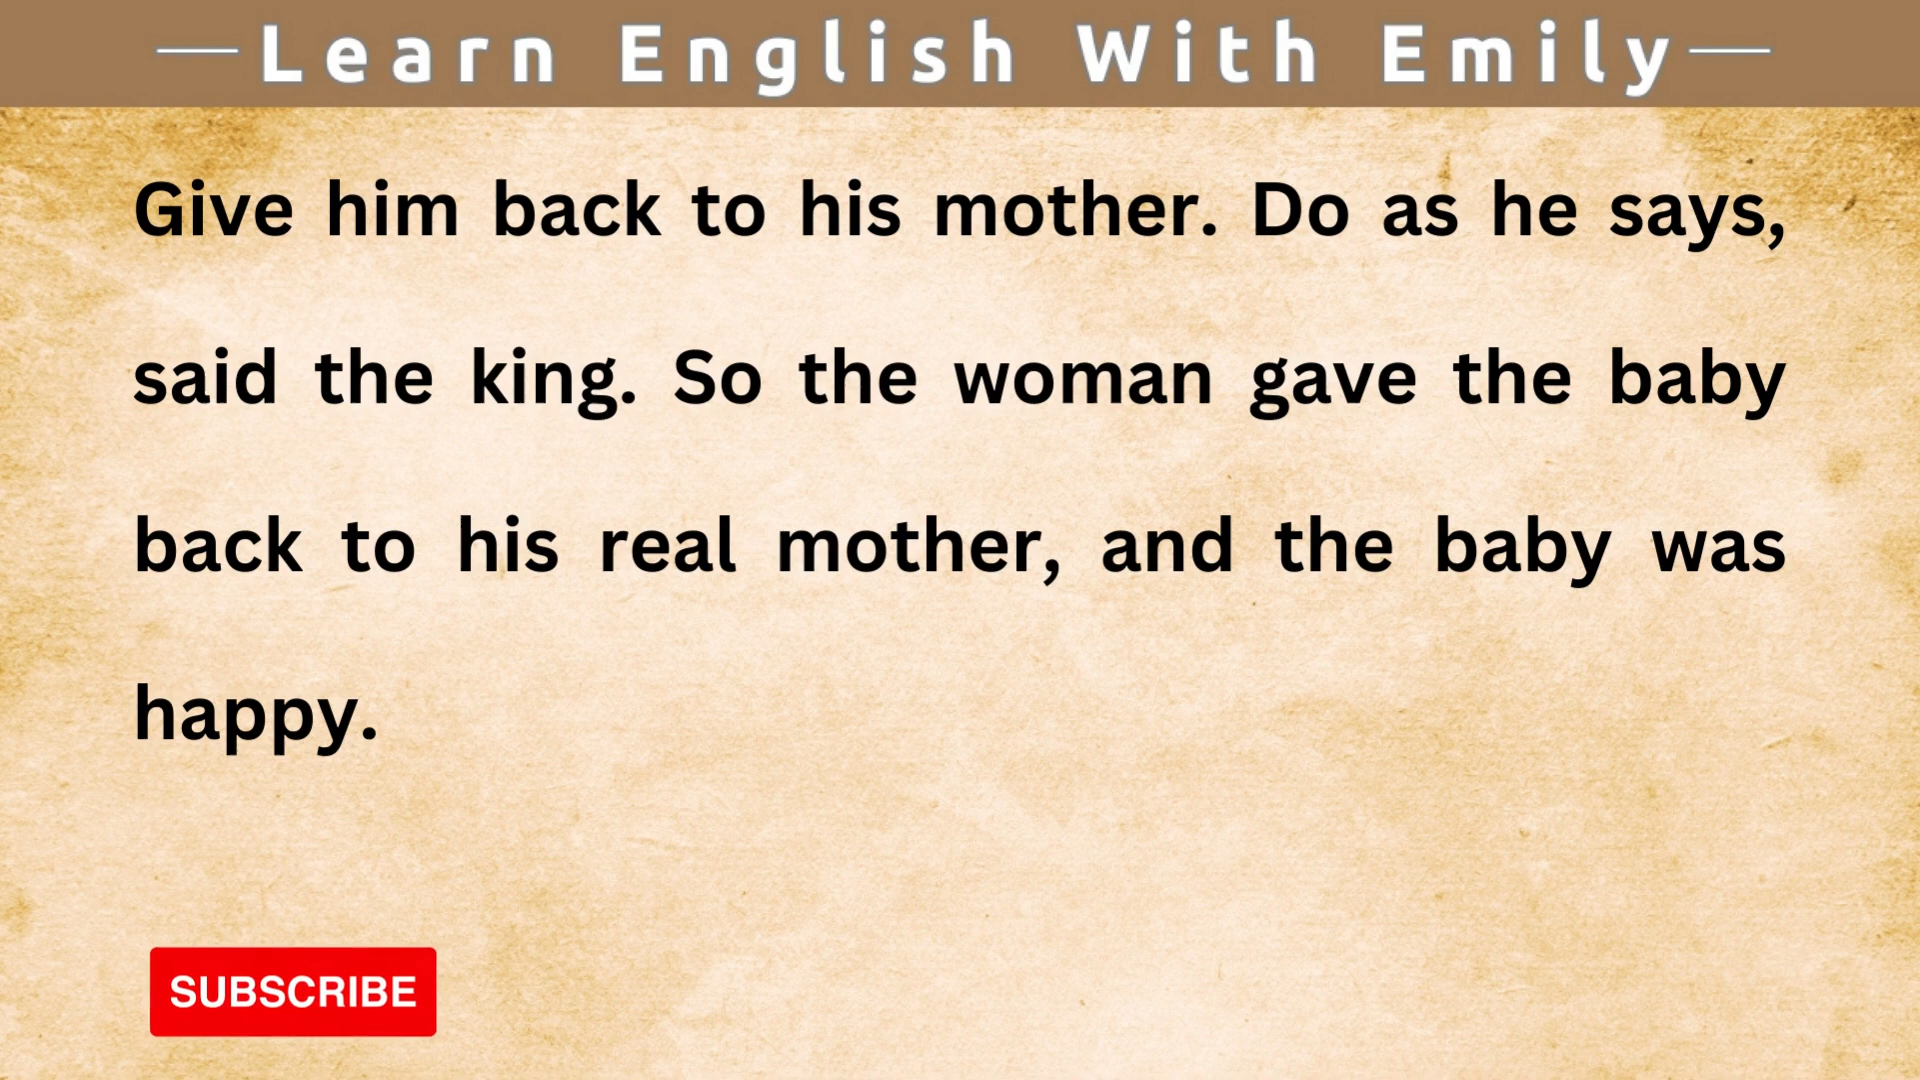 Learn English With Emily
Give him back to his mother. Do as he says,
said the king. So the woman gave the baby
back to his real mother, and the baby was
happy.
SUBSCRIBE